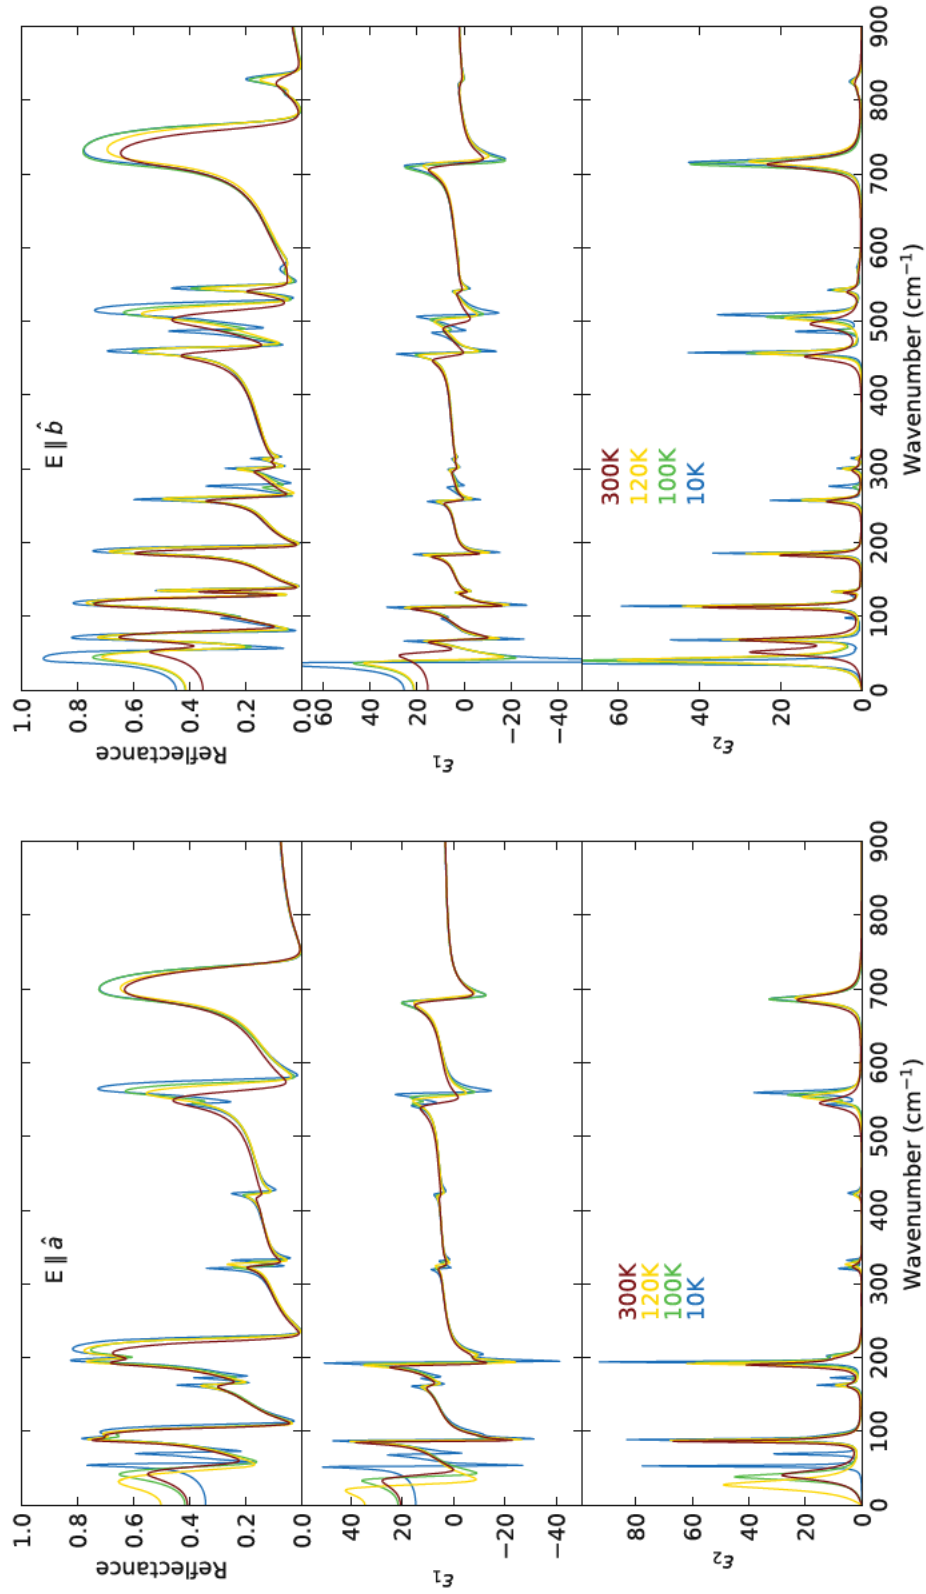 E ∥ â
1.0
0.8
0.6
0.4
0.2
0.0
Reflectance
40
20
0
−20
−40
ε₁
80
60
40
20
0
ε₂
300K
120K
100K
10K
0 100 200 300 400 500 600 700 800 900
Wavenumber (cm⁻¹)
E ∥ b̂
1.0
0.8
0.6
0.4
0.2
0.0
Reflectance
60
40
20
0
−20
−40
ε₁
60
40
20
0
ε₂
300K
120K
100K
10K
0 100 200 300 400 500 600 700 800 900
Wavenumber (cm⁻¹)